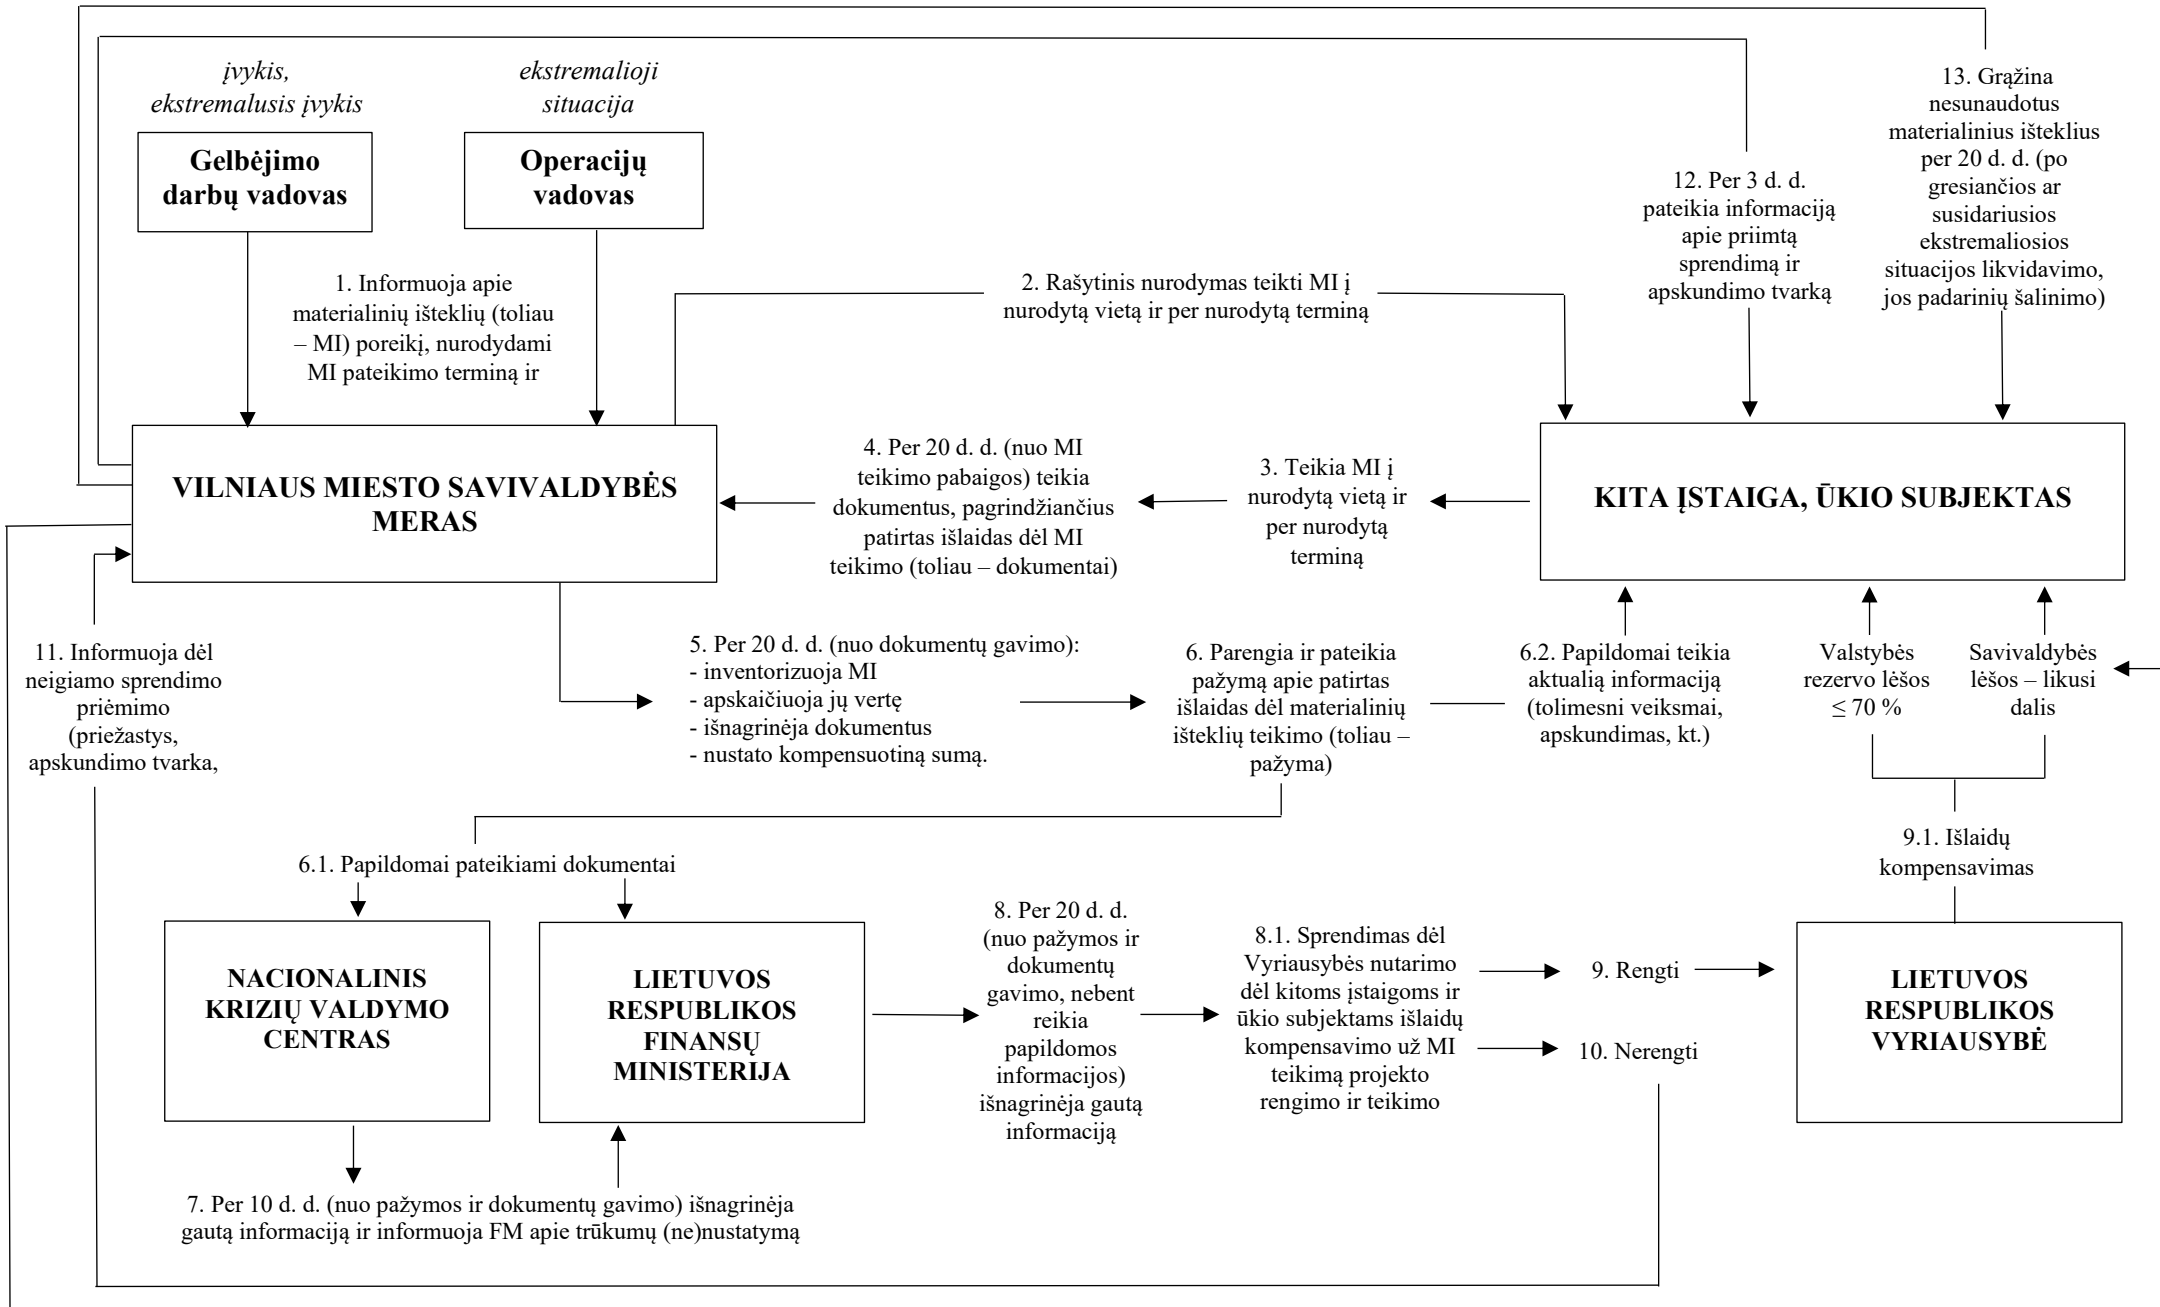 įvykis,
ekstremalusis įvykis
ekstremalioji
situacija
Gelbėjimo
darbų vadovas
Operacijų
vadovas
1. Informuoja apie
materialinių išteklių (toliau
– MI) poreikį, nurodydami
MI pateikimo terminą ir
2. Rašytinis nurodymas teikti MI į
nurodytą vietą ir per nurodytą terminą
12. Per 3 d. d.
pateikia informaciją
apie priimtą
sprendimą ir
apskundimo tvarką
13. Grąžina
nesunaudotus
materialinius išteklius
per 20 d. d. (po
gresiančios ar
susidariusios
ekstremaliosios
situacijos likvidavimo,
jos padarinių šalinimo)
VILNIAUS MIESTO SAVIVALDYBĖS
MERAS
4. Per 20 d. d. (nuo MI
teikimo pabaigos) teikia
dokumentus, pagrindžiančius
patirtas išlaidas dėl MI
teikimo (toliau – dokumentai)
3. Teikia MI į
nurodytą vietą ir
per nurodytą
terminą
KITA ĮSTAIGA, ŪKIO SUBJEKTAS
11. Informuoja dėl
neigiamo sprendimo
priėmimo
(priežastys,
apskundimo tvarka,
5. Per 20 d. d. (nuo dokumentų gavimo):
- inventorizuoja MI
- apskaičiuoja jų vertę
- išnagrinėja dokumentus
- nustato kompensuotiną sumą.
6. Parengia ir pateikia
pažymą apie patirtas
išlaidas dėl materialinių
išteklių teikimo (toliau –
pažyma)
6.2. Papildomai teikia
aktualią informaciją
(tolimesni veiksmai,
apskundimas, kt.)
Valstybės
rezervo lėšos
≤ 70 %
Savivaldybės
lėšos – likusi
dalis
6.1. Papildomai pateikiami dokumentai
9.1. Išlaidų
kompensavimas
NACIONALINIS
KRIZIŲ VALDYMO
CENTRAS
LIETUVOS
RESPUBLIKOS
FINANSŲ
MINISTERIJA
8. Per 20 d. d.
(nuo pažymos ir
dokumentų
gavimo, nebent
reikia
papildomos
informacijos)
išnagrinėja gautą
informaciją
8.1. Sprendimas dėl
Vyriausybės nutarimo
dėl kitoms įstaigoms ir
ūkio subjektams išlaidų
kompensavimo už MI
teikimą projekto
rengimo ir teikimo
9. Rengti
10. Nerengti
LIETUVOS
RESPUBLIKOS
VYRIAUSYBĖ
7. Per 10 d. d. (nuo pažymos ir dokumentų gavimo) išnagrinėja
gautą informaciją ir informuoja FM apie trūkumų (ne)nustatymą